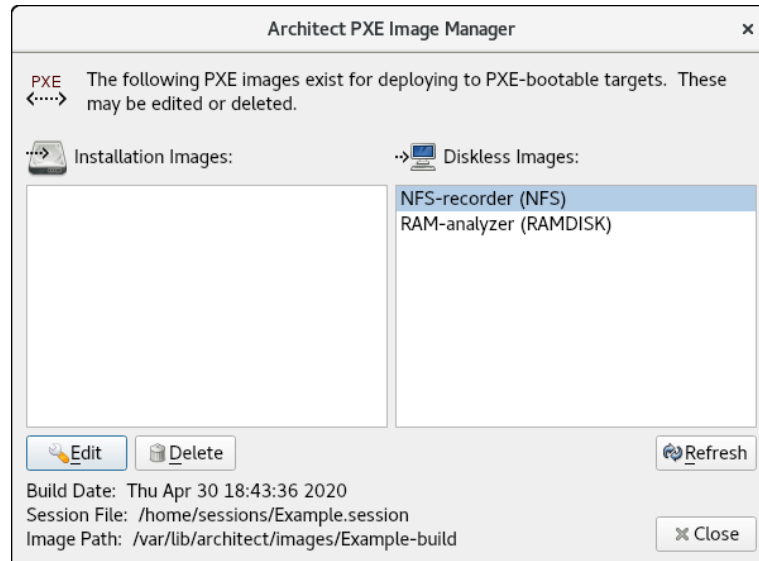 Architect PXE Image Manager
×
PXE
The following PXE images exist for deploying to PXE-bootable targets. These
may be edited or deleted.
Installation Images:
Diskless Images:
NFS-recorder (NFS)
RAM-analyzer (RAMDISK)
Edit
Delete
Refresh
Build Date: Thu Apr 30 18:43:36 2020
Session File: /home/sessions/Example.session
Image Path: /var/lib/architect/images/Example-build
Close